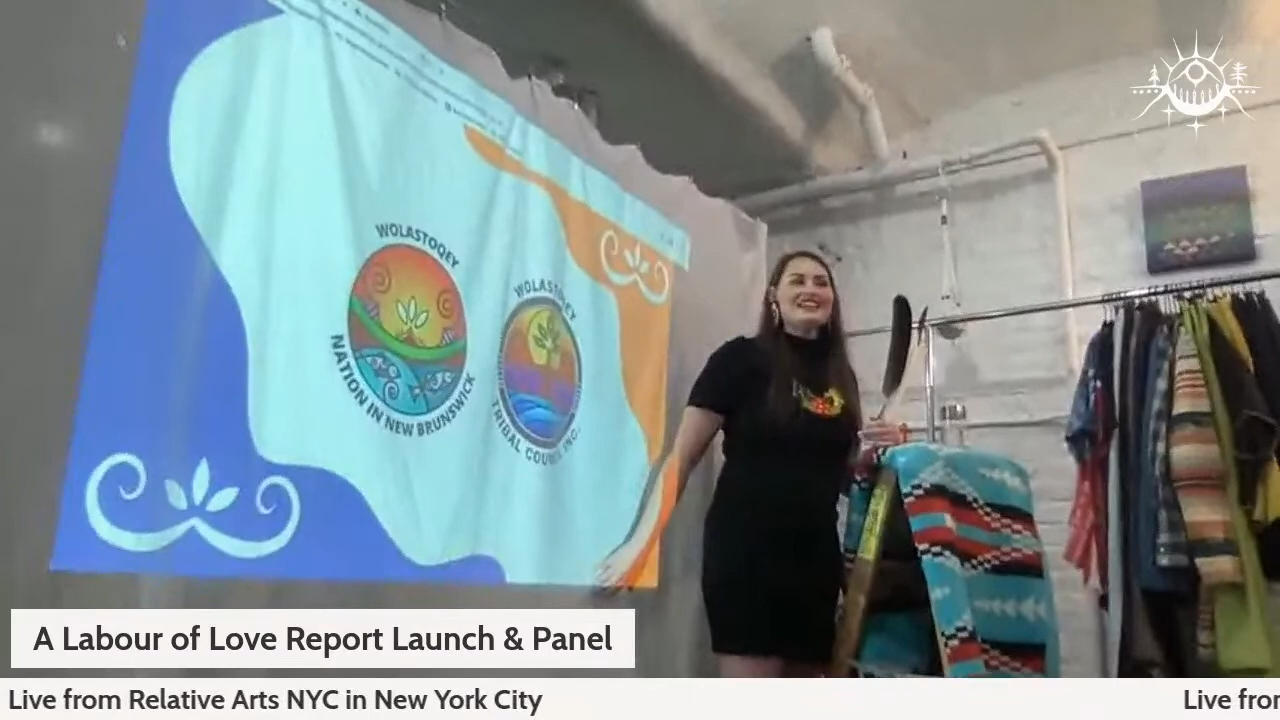 WOLASTOQEY
NATION IN NEW BRUNSWICK
WOLASTOQEY
TRIBAL COUNCIL INC.
A Labour of Love Report Launch & Panel
Live from Relative Arts NYC in New York City
Live from